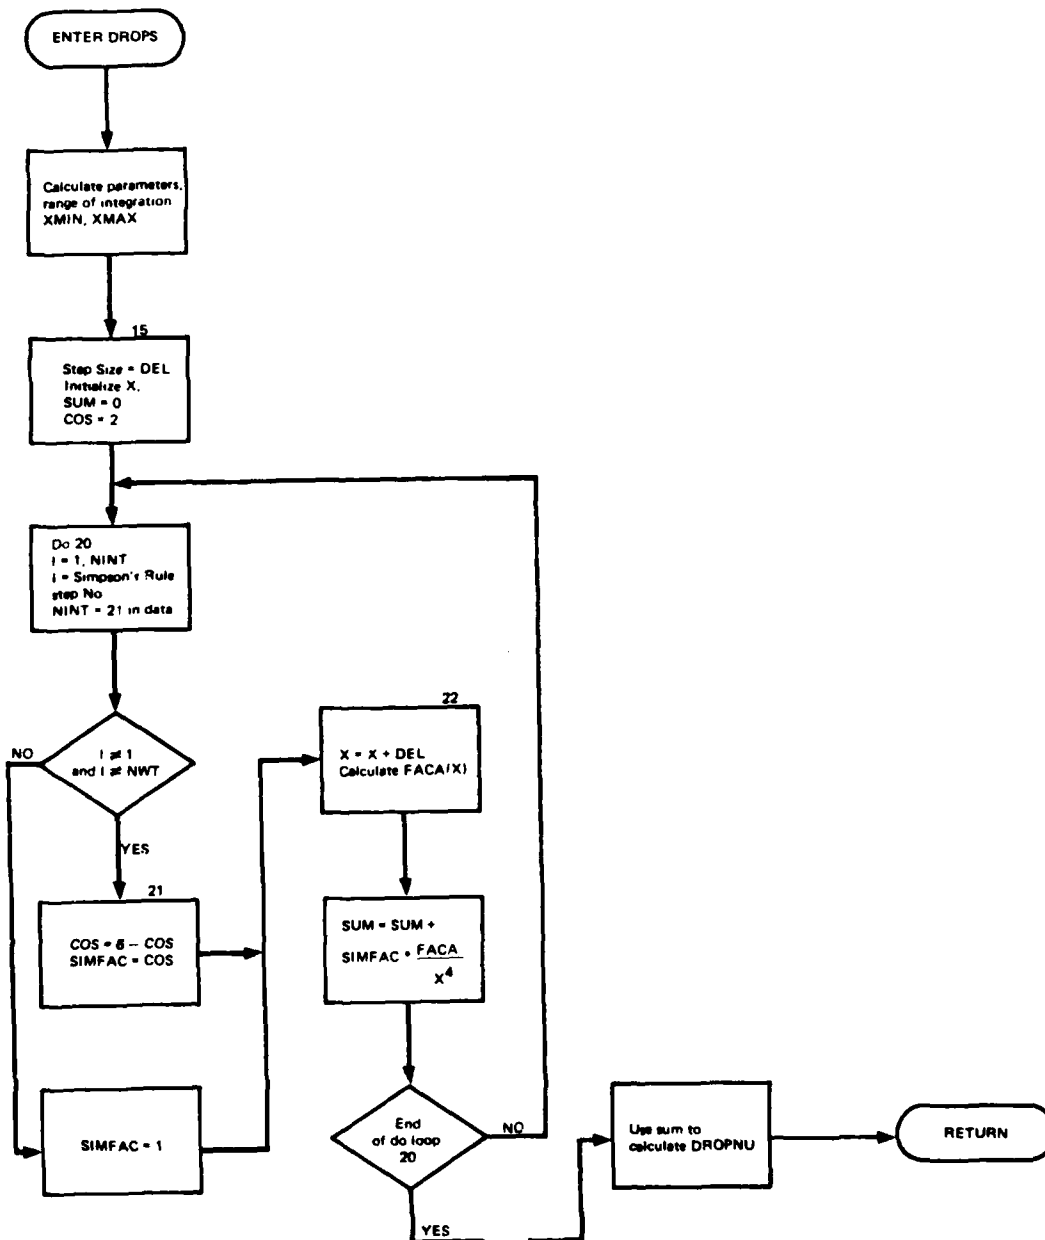 ENTER DROPS
Calculate parameters,
range of integration
XMIN, XMAX
15
Step Size = DEL
Initialize X,
SUM = 0
COS = 2
Do 20
I = 1, NINT
I = Simpson's Rule
step No
NINT = 21 in data
I ≠ 1
and I ≠ NWT
NO
YES
21
COS = 6 - COS
SIMFAC = COS
SIMFAC = 1
22
X = X + DEL
Calculate FACA(X)
SUM = SUM +
SIMFAC * FACA
X⁴
End
of do loop
20
NO
YES
Use sum to
calculate DROPNU
RETURN